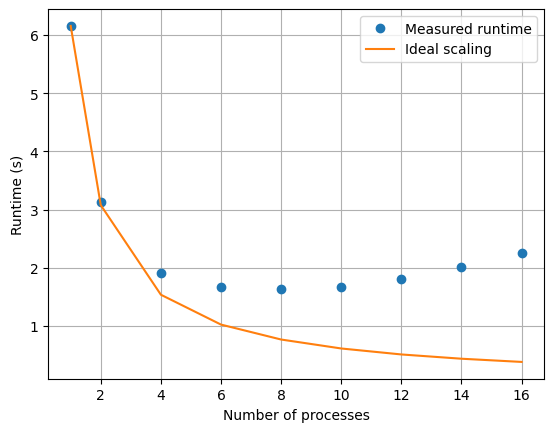 Measured runtime
Ideal scaling
6
5
4
3
2
1
Runtime (s)
2 4 6 8 10 12 14 16
Number of processes